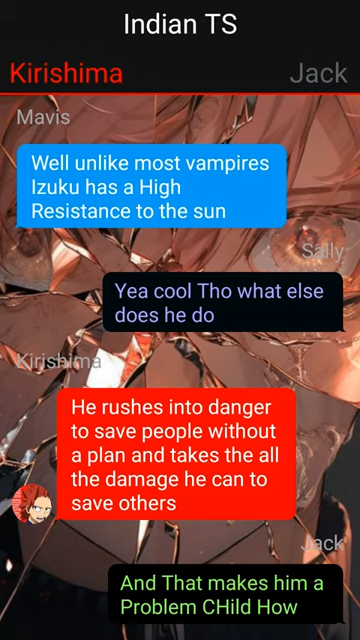 Indian TS
Kirishima
Jack
Mavis
Well unlike most vampires
Izuku has a High
Resistance to the sun
Sally
Yea cool Tho what else
does he do
Kirishima
He rushes into danger
to save people without
a plan and takes the all
the damage he can to
save others
Jack
And That makes him a
Problem CHild How